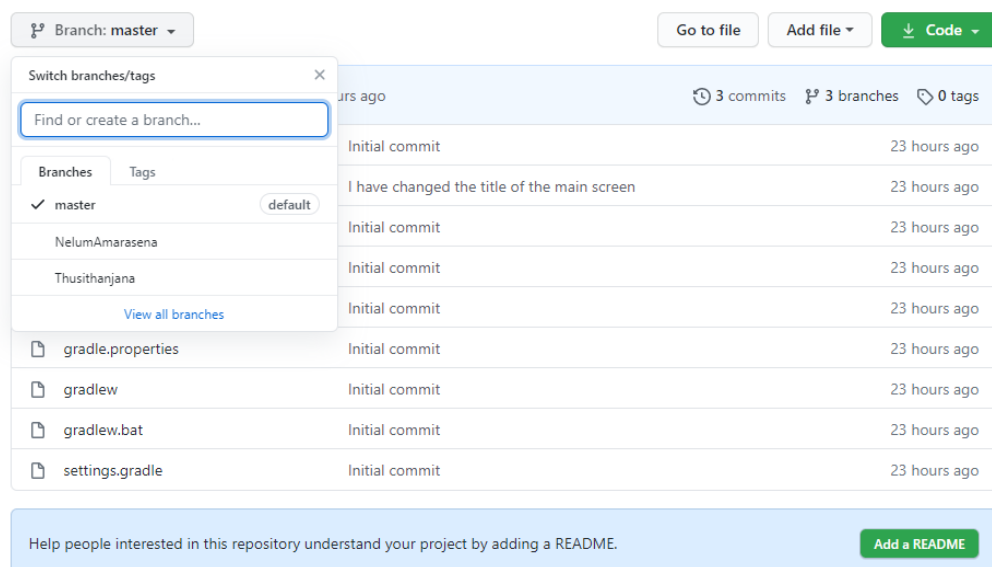 Branch: master
Go to file
Add file
Code
Switch branches/tags
urs ago
3 commits
3 branches
0 tags
Find or create a branch...
Initial commit 23 hours ago
Branches Tags
I have changed the title of the main screen 23 hours ago
master default
Initial commit 23 hours ago
NelumAmarasena
Initial commit 23 hours ago
Thusithanjana
Initial commit 23 hours ago
View all branches
gradle.properties Initial commit 23 hours ago
gradlew Initial commit 23 hours ago
gradlew.bat Initial commit 23 hours ago
settings.gradle Initial commit 23 hours ago
Help people interested in this repository understand your project by adding a README.
Add a README